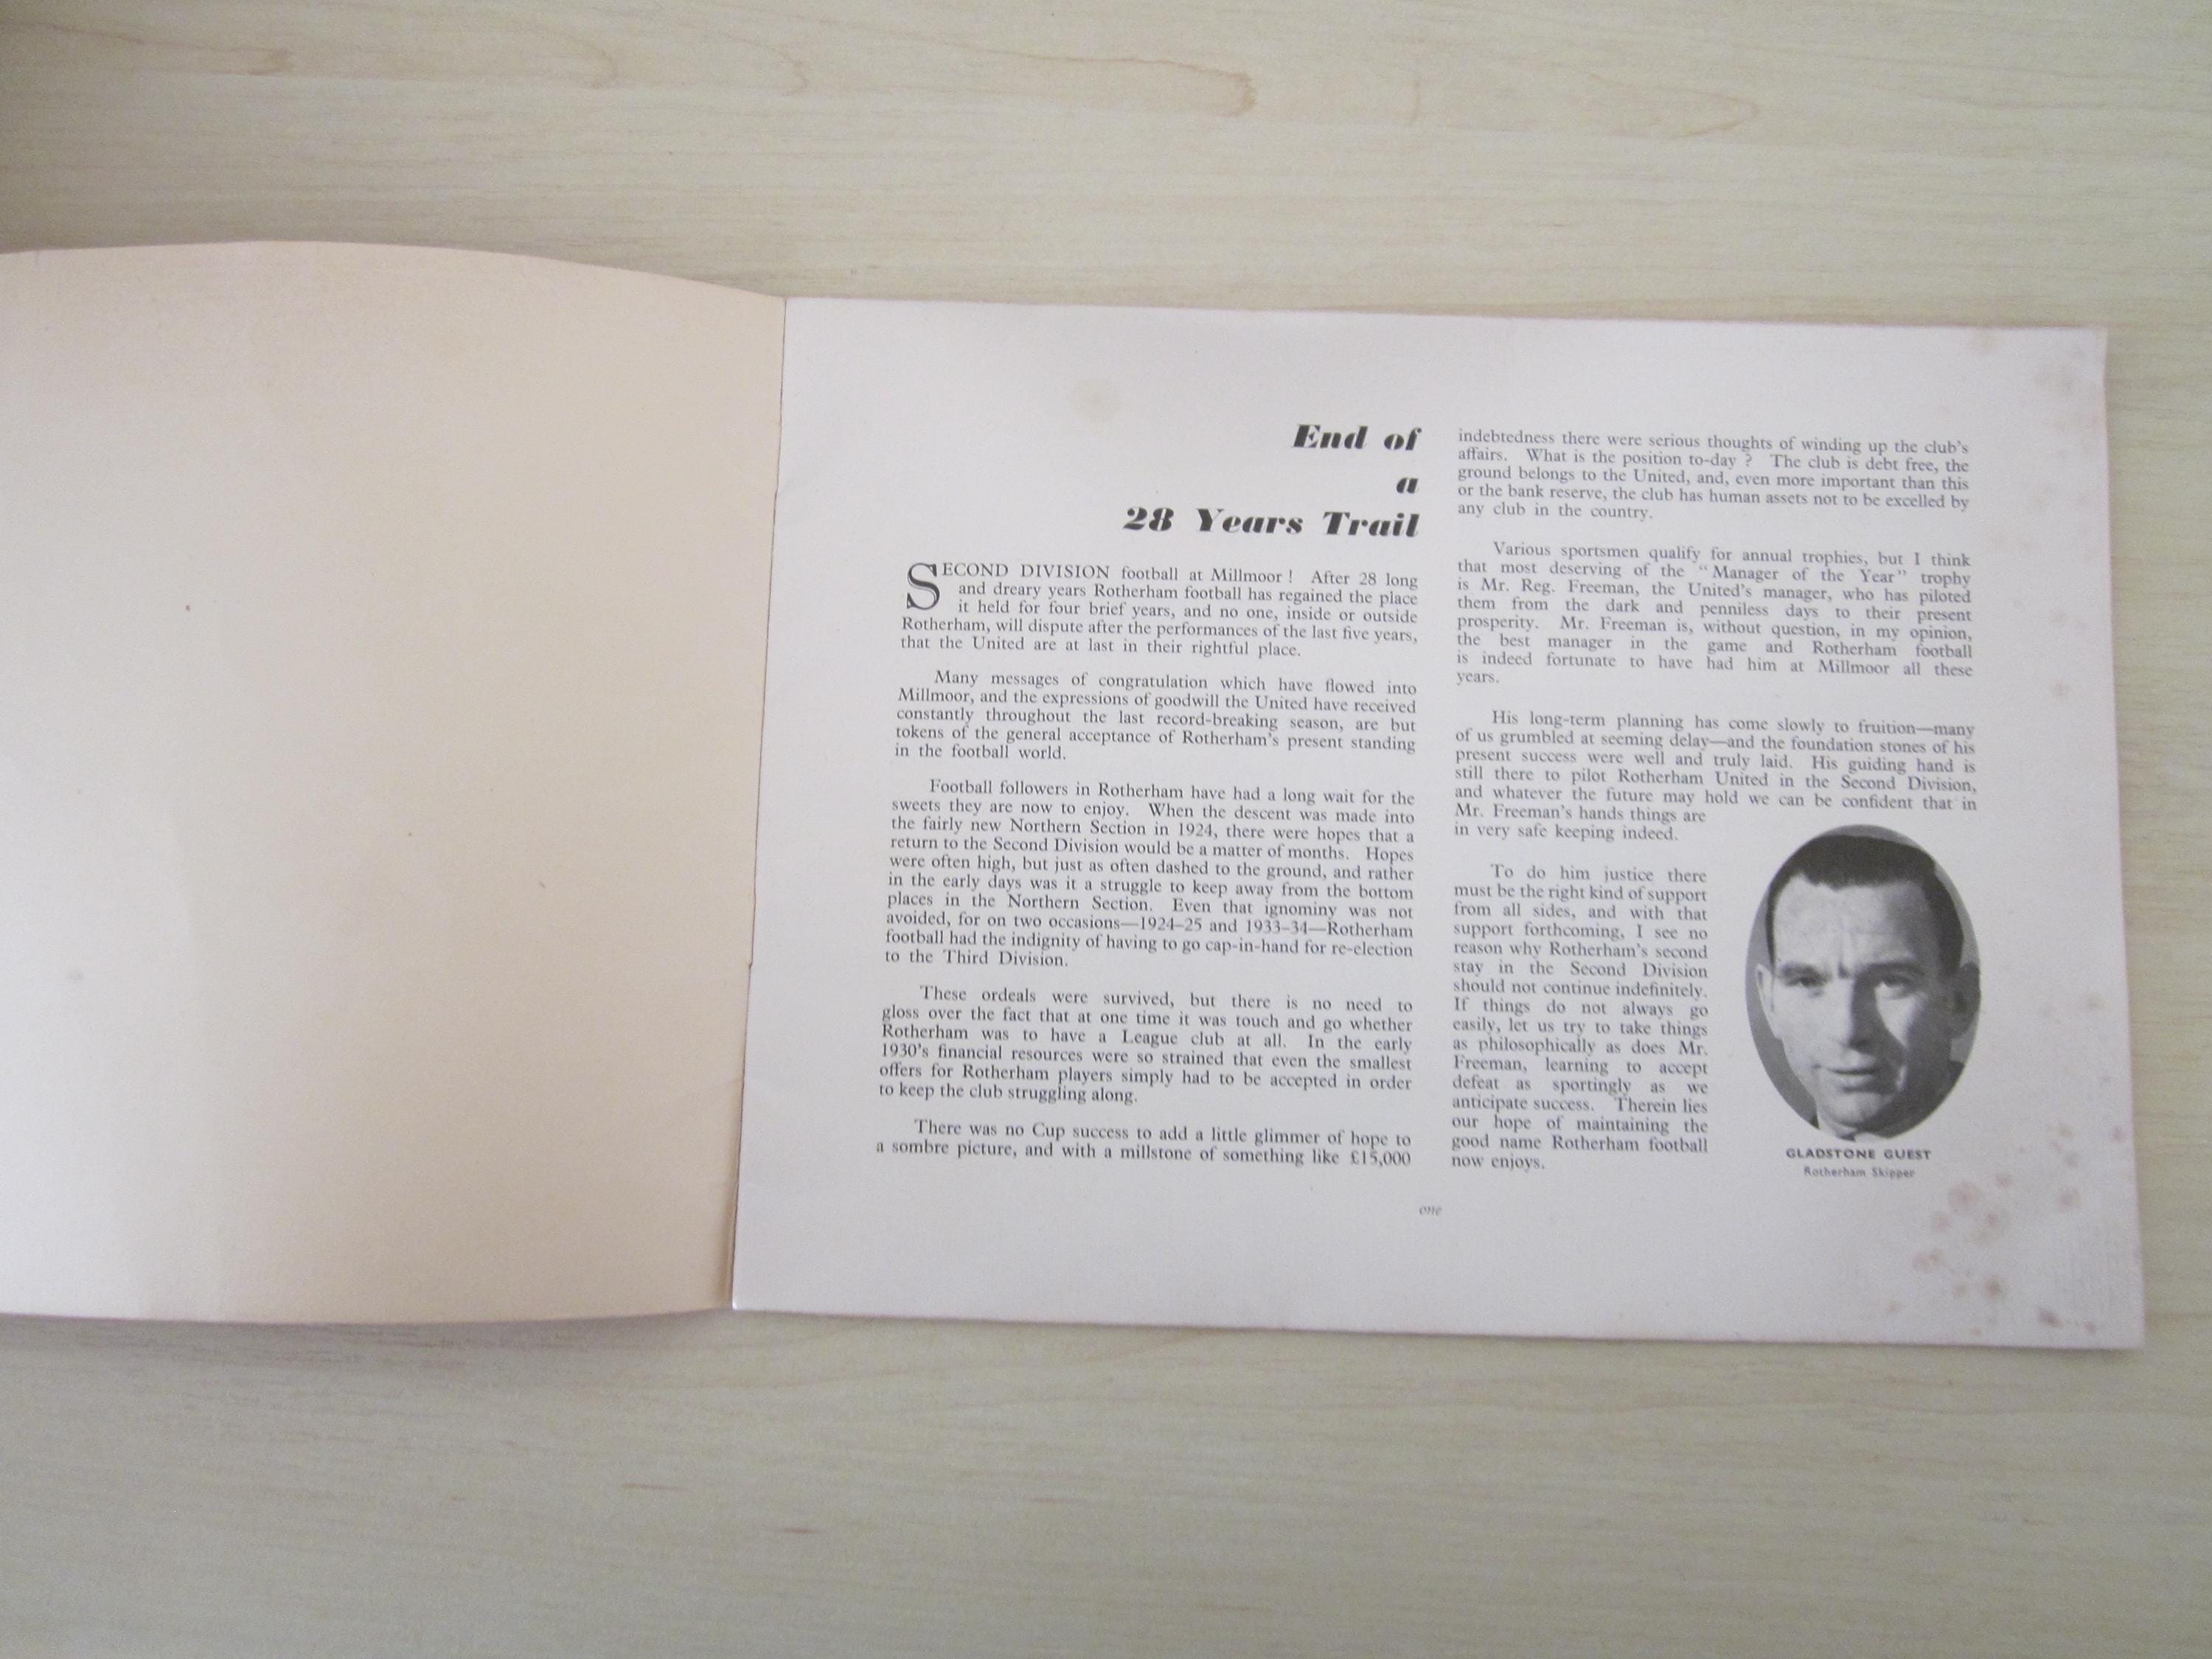 End of
a
28 Years Trail
SECOND DIVISION football at Millmoor ! After 28 long
and dreary years Rotherham football has regained the place
it held for four brief years, and no one, inside or outside
Rotherham, will dispute after the performances of the last five years,
that the United are at last in their rightful place.
Many messages of congratulation which have flowed into
Millmoor, and the expressions of goodwill the United have received
constantly throughout the last record-breaking season, are but
tokens of the general acceptance of Rotherham's present standing
in the football world.
Football followers in Rotherham have had a long wait for the
sweets they are now to enjoy. When the descent was made into
the fairly new Northern Section in 1924, there were hopes that a
return to the Second Division would be a matter of months. Hopes
were often high, but just as often dashed to the ground, and rather
in the early days was it a struggle to keep away from the bottom
places in the Northern Section. Even that ignominy was not
avoided, for on two occasions—1924-25 and 1933-34—Rotherham
football had the indignity of having to go cap-in-hand for re-election
to the Third Division.
These ordeals were survived, but there is no need to
gloss over the fact that at one time it was touch and go whether
Rotherham was to have a League club at all. In the early
1930's financial resources were so strained that even the smallest
offers for Rotherham players simply had to be accepted in order
to keep the club struggling along.
There was no Cup success to add a little glimmer of hope to
a sombre picture, and with a millstone of something like £15,000
indebtedness there were serious thoughts of winding up the club's
affairs. What is the position to-day ? The club is debt free, the
ground belongs to the United, and, even more important than this
or the bank reserve, the club has human assets not to be excelled by
any club in the country.
Various sportsmen qualify for annual trophies, but I think
that most deserving of the "Manager of the Year" trophy
is Mr. Reg. Freeman, the United's manager, who has piloted
them from the dark and penniless days to their present
prosperity. Mr. Freeman is, without question, in my opinion,
the best manager in the game and Rotherham football
is indeed fortunate to have had him at Millmoor all these
years.
His long-term planning has come slowly to fruition—many
of us grumbled at seeming delay—and the foundation stones of his
present success were well and truly laid. His guiding hand is
still there to pilot Rotherham United in the Second Division,
and whatever the future may hold we can be confident that in
Mr. Freeman's hands things are
in very safe keeping indeed.
To do him justice there
must be the right kind of support
from all sides, and with that
support forthcoming, I see no
reason why Rotherham's second
stay in the Second Division
should not continue indefinitely.
If things do not always go
easily, let us try to take things
as philosophically as does Mr.
Freeman, learning to accept
defeat as sportingly as we
anticipate success. Therein lies
our hope of maintaining the
good name Rotherham football
now enjoys.
GLADSTONE GUEST
Rotherham Skipper
one